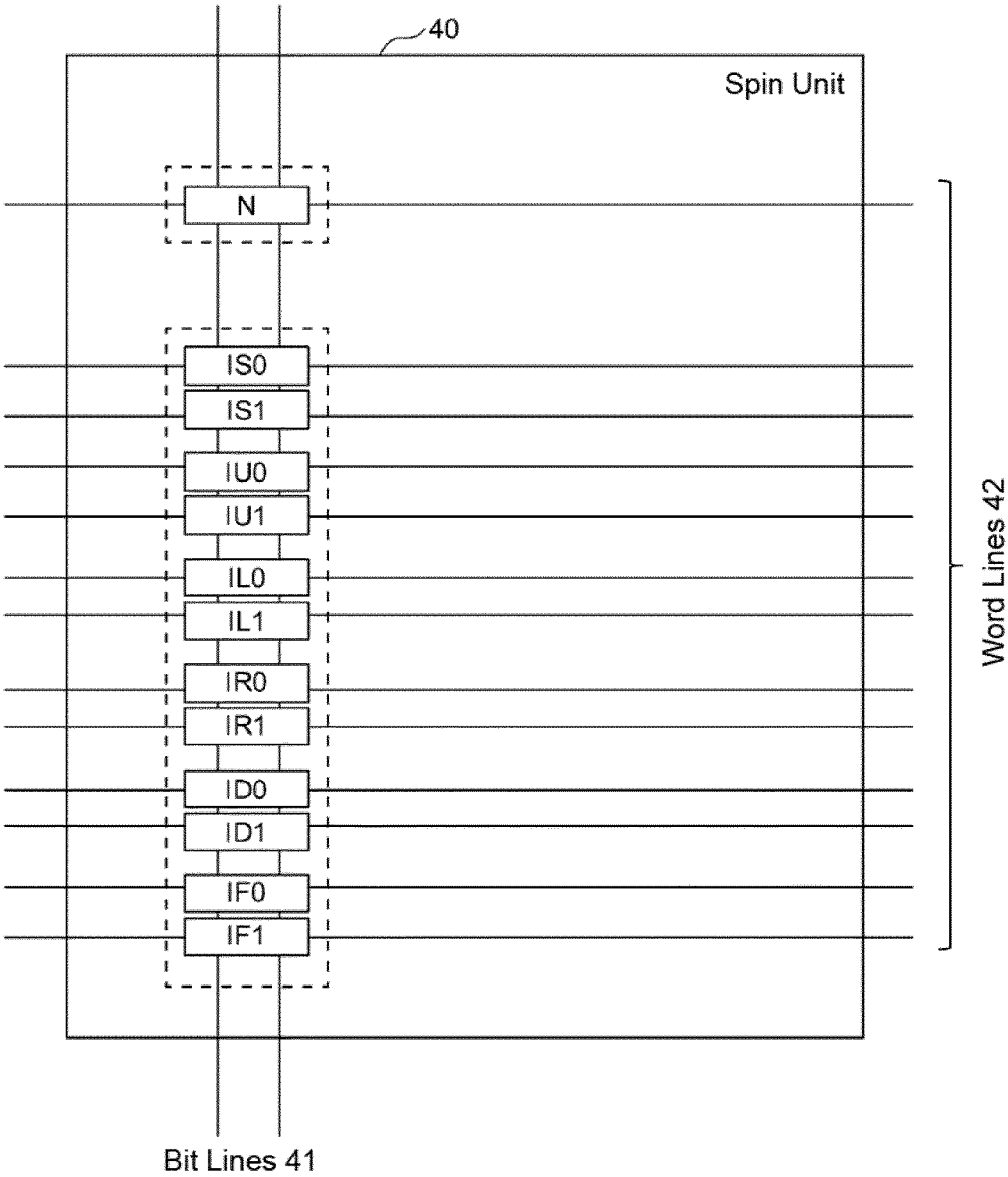 40
Spin Unit
N
IS0
IS1
IU0
IU1
IL0
IL1
IR0
IR1
ID0
ID1
IF0
IF1
Word Lines 42
Bit Lines 41